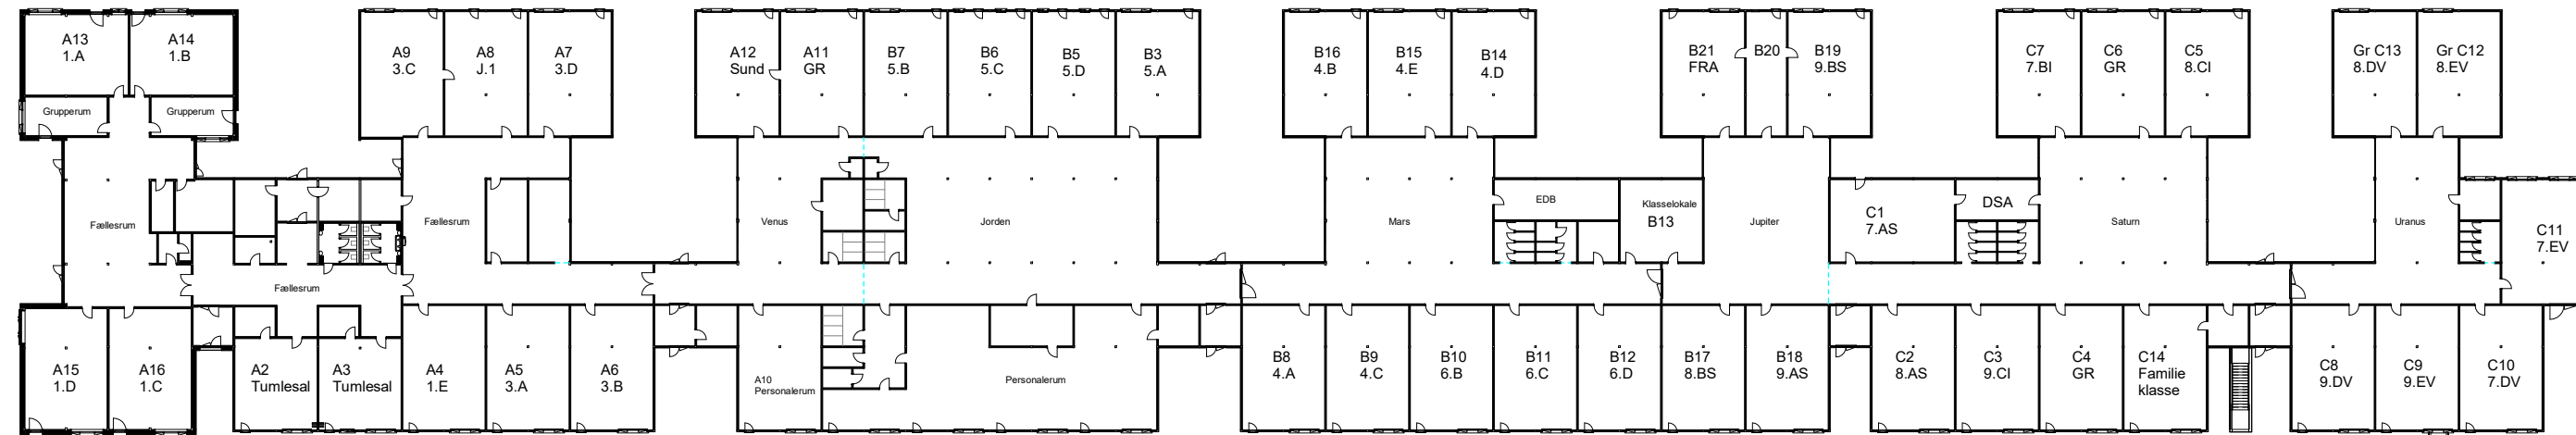 A13
1.A
A14
1.B
Grupperum
Grupperum
A9
3.C
A8
J.1
A7
3.D
A12
Sund
A11
GR
B7
5.B
B6
5.C
B5
5.D
B3
5.A
B16
4.B
B15
4.E
B14
4.D
B21
FRA
B20
B19
9.BS
C7
7.BI
C6
GR
C5
8.CI
Gr C13
8.DV
Gr C12
8.EV
Fællesrum
Fællesrum
Venus
Jorden
Mars
EDB
Klasselokale
B13
Jupiter
C1
7.AS
DSA
Saturn
Uranus
C11
7.EV
Fællesrum
A15
1.D
A16
1.C
A2
Tumlesal
A3
Tumlesal
A4
1.E
A5
3.A
A6
3.B
A10
Personalerum
Personalerum
B8
4.A
B9
4.C
B10
6.B
B11
6.C
B12
6.D
B17
8.BS
B18
9.AS
C2
8.AS
C3
9.CI
C4
GR
C14
Familie
klasse
C8
9.DV
C9
9.EV
C10
7.DV